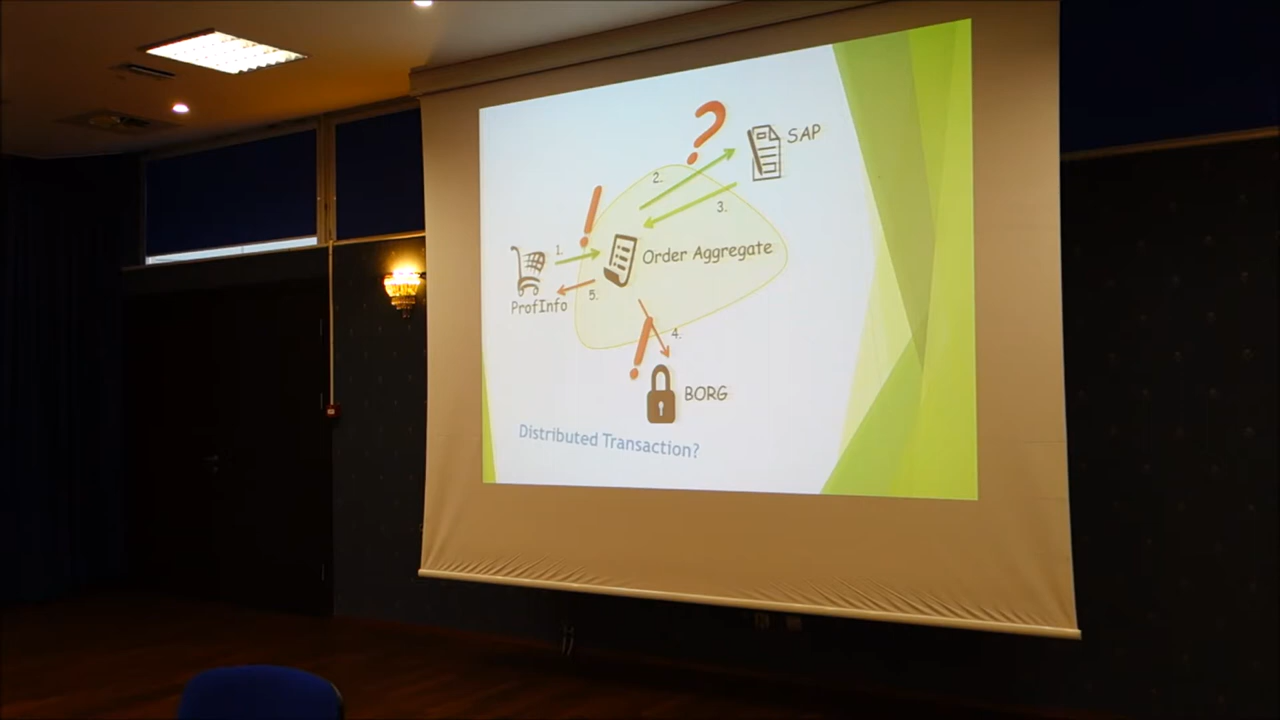 ?
SAP
2.
3.
!
1.
Order Aggregate
ProfInfo
5.
4.
!
BORG
Distributed Transaction?